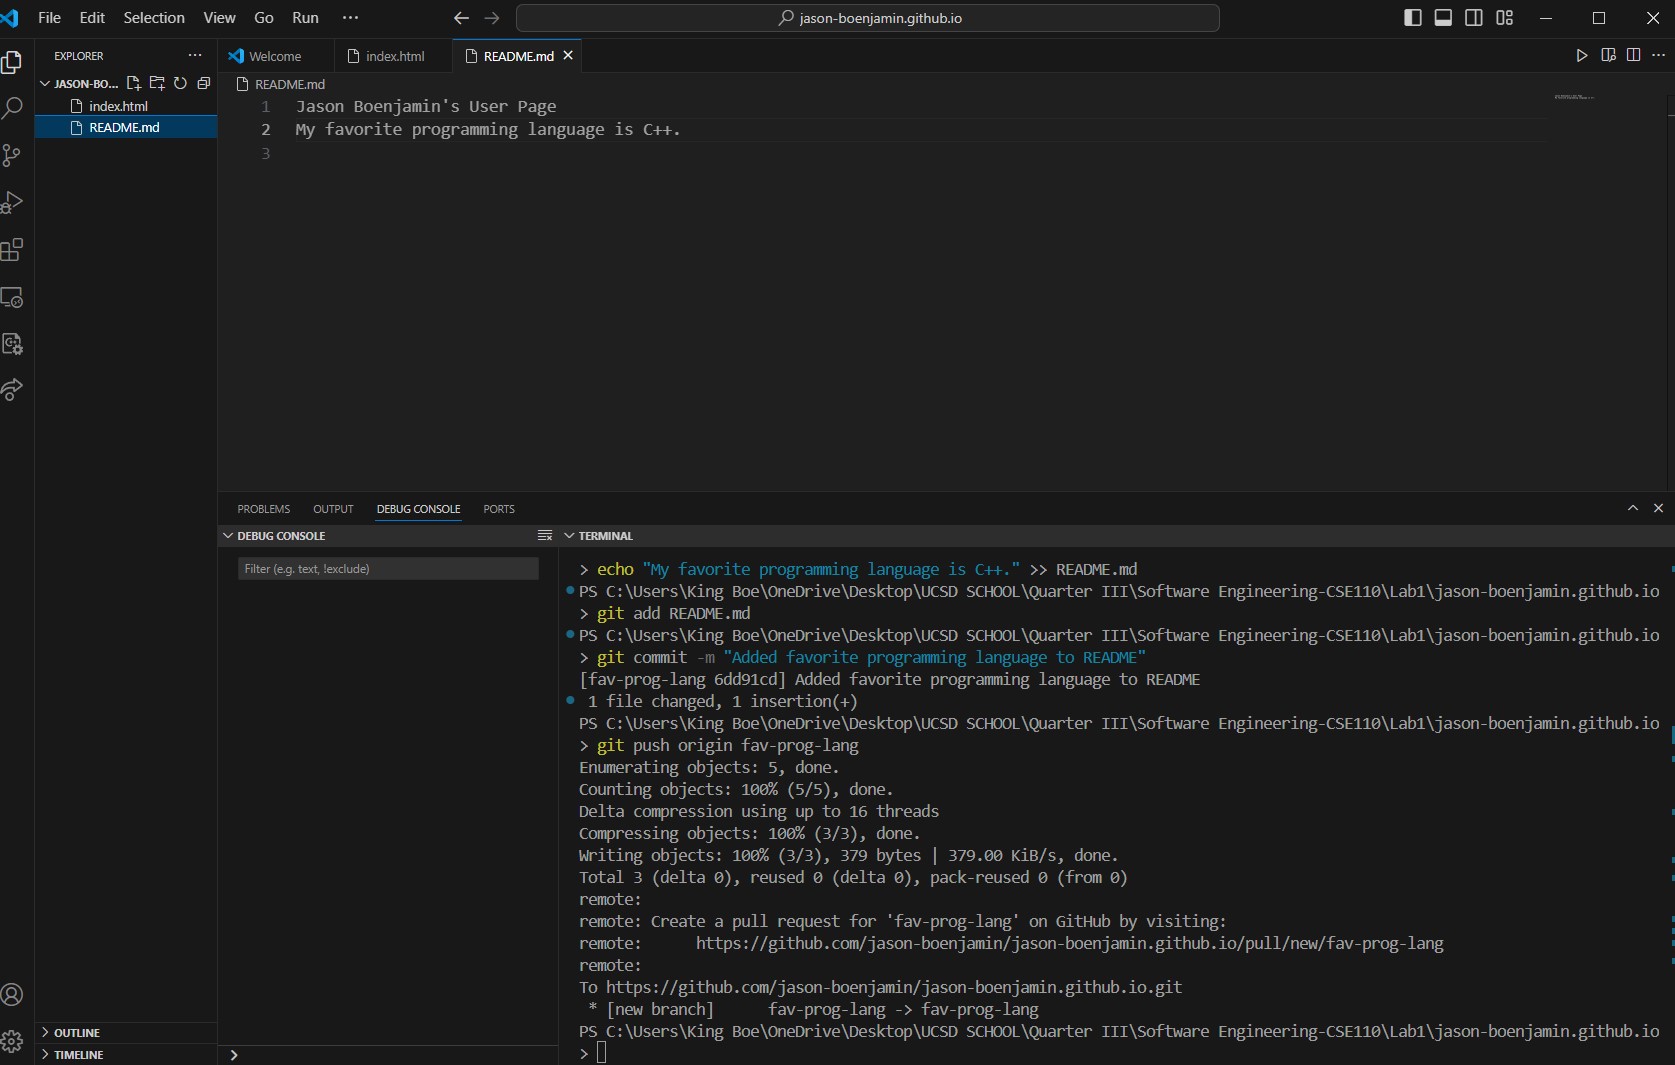 File Edit Selection View Go Run ···
jason-boenjamin.github.io
EXPLORER ···
JASON-BO...
index.html
README.md
Welcome
index.html
README.md
README.md
1 Jason Boenjamin's User Page
2 My favorite programming language is C++.
3
PROBLEMS OUTPUT DEBUG CONSOLE PORTS
DEBUG CONSOLE
Filter (e.g. text, !exclude)
>
TERMINAL
> echo "My favorite programming language is C++." >> README.md
PS C:\Users\King Boe\OneDrive\Desktop\UCSD SCHOOL\Quarter III\Software Engineering-CSE110\Lab1\jason-boenjamin.github.io
> git add README.md
PS C:\Users\King Boe\OneDrive\Desktop\UCSD SCHOOL\Quarter III\Software Engineering-CSE110\Lab1\jason-boenjamin.github.io
> git commit -m "Added favorite programming language to README"
[fav-prog-lang 6dd91cd] Added favorite programming language to README
1 file changed, 1 insertion(+)
PS C:\Users\King Boe\OneDrive\Desktop\UCSD SCHOOL\Quarter III\Software Engineering-CSE110\Lab1\jason-boenjamin.github.io
> git push origin fav-prog-lang
Enumerating objects: 5, done.
Counting objects: 100% (5/5), done.
Delta compression using up to 16 threads
Compressing objects: 100% (3/3), done.
Writing objects: 100% (3/3), 379 bytes | 379.00 KiB/s, done.
Total 3 (delta 0), reused 0 (delta 0), pack-reused 0 (from 0)
remote:
remote: Create a pull request for 'fav-prog-lang' on GitHub by visiting:
remote:      https://github.com/jason-boenjamin/jason-boenjamin.github.io/pull/new/fav-prog-lang
remote:
To https://github.com/jason-boenjamin/jason-boenjamin.github.io.git
* [new branch]      fav-prog-lang -> fav-prog-lang
PS C:\Users\King Boe\OneDrive\Desktop\UCSD SCHOOL\Quarter III\Software Engineering-CSE110\Lab1\jason-boenjamin.github.io
>
OUTLINE
TIMELINE